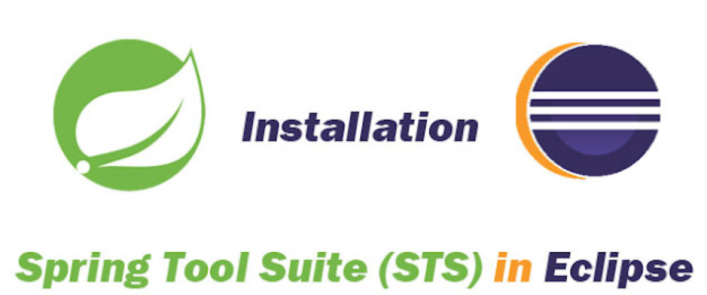 Installation
Spring Tool Suite (STS) in Eclipse